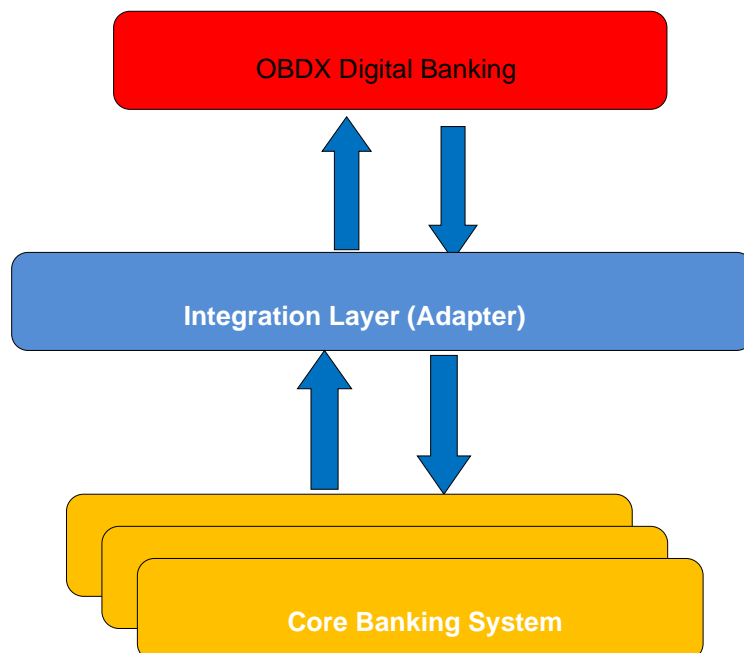 OBDX Digital Banking
Integration Layer (Adapter)
Core Banking System